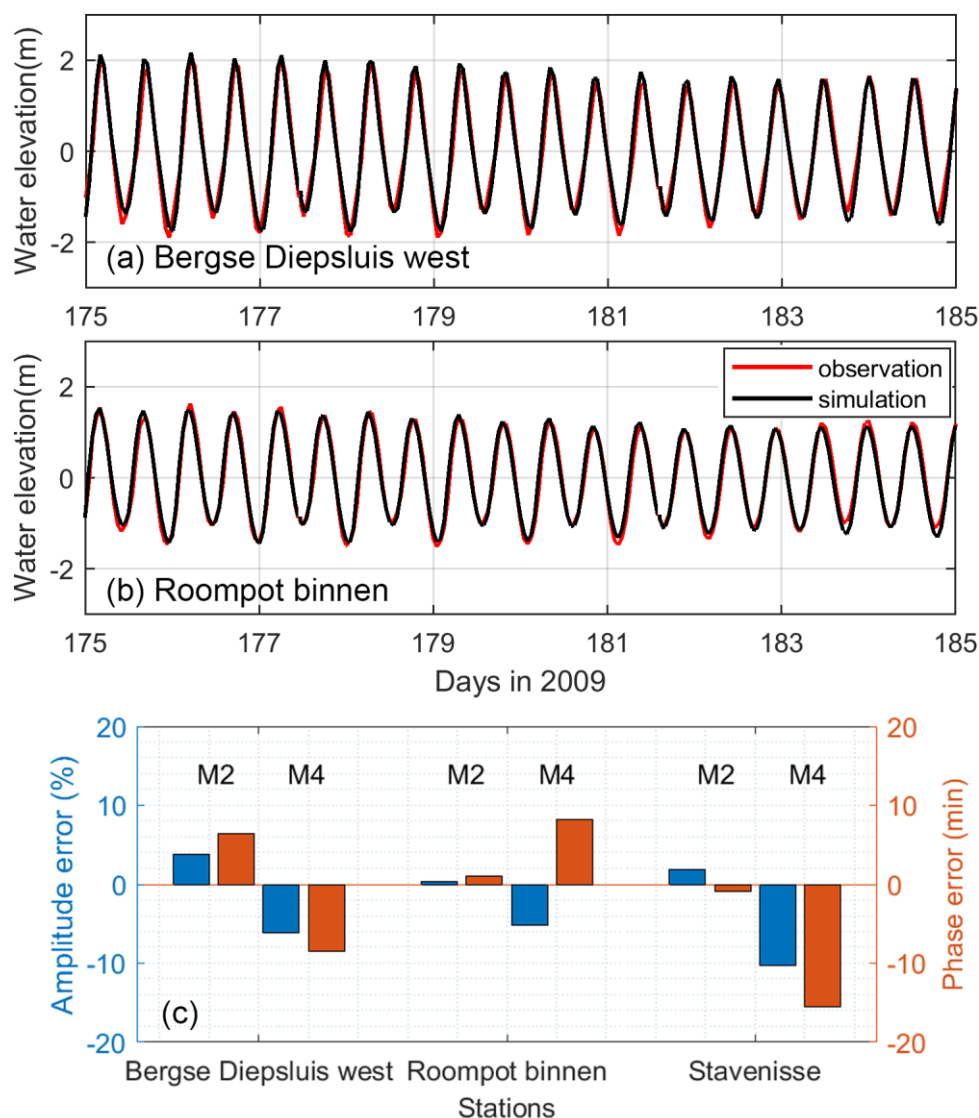 Water elevation(m)
2
0
-2
(a) Bergse Diepsluis west
175 177 179 181 183 185
Water elevation(m)
2
0
-2
observation
simulation
(b) Roompot binnen
175 177 179 181 183 185
Days in 2009
Amplitude error (%)
20
10
0
-10
-20
M2 M4 M2 M4 M2 M4
(c)
20
10
0
-10
-20
Phase error (min)
Bergse Diepsluis west Roompot binnen Stavenisse
Stations